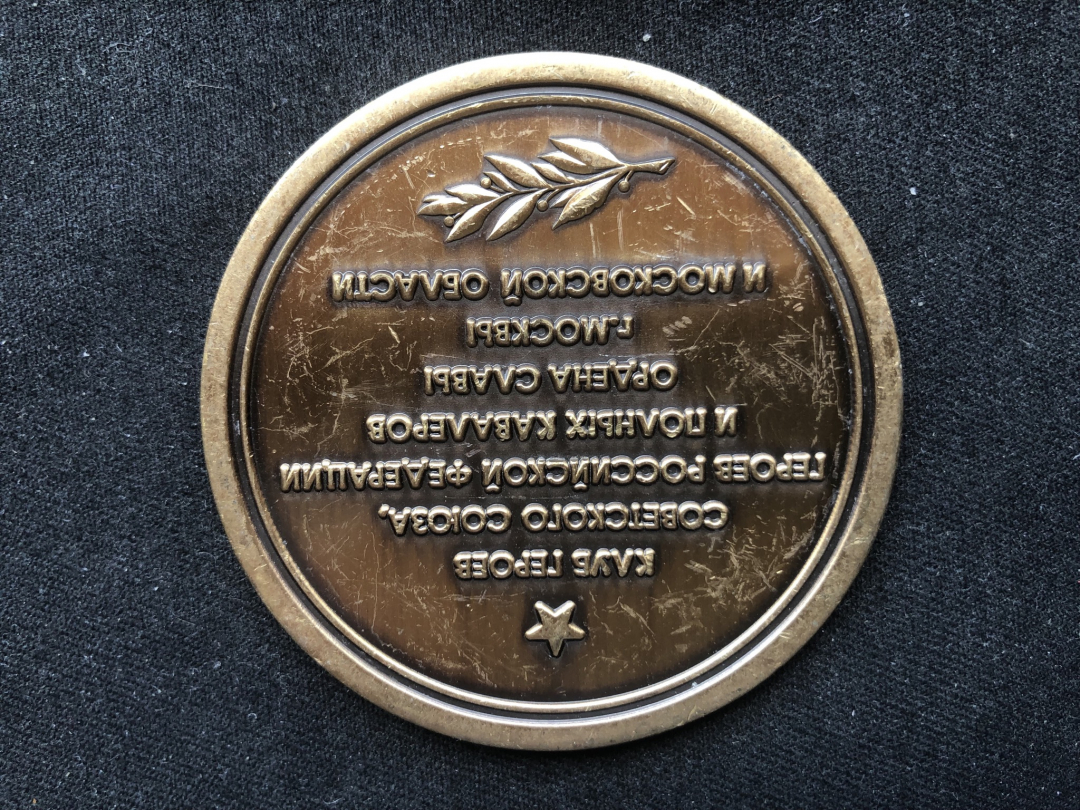 КЛУБ ГЕРОЕВ
СОВЕТСКОГО СОЮЗА,
ГЕРОЕВ РОССИЙСКОЙ ФЕДЕРАЦИИ
И ПОЛНЫХ КАВАЛЕРОВ
ОРДЕНА СЛАВЫ
г.МОСКВЫ
И МОСКОВСКОЙ ОБЛАСТИ